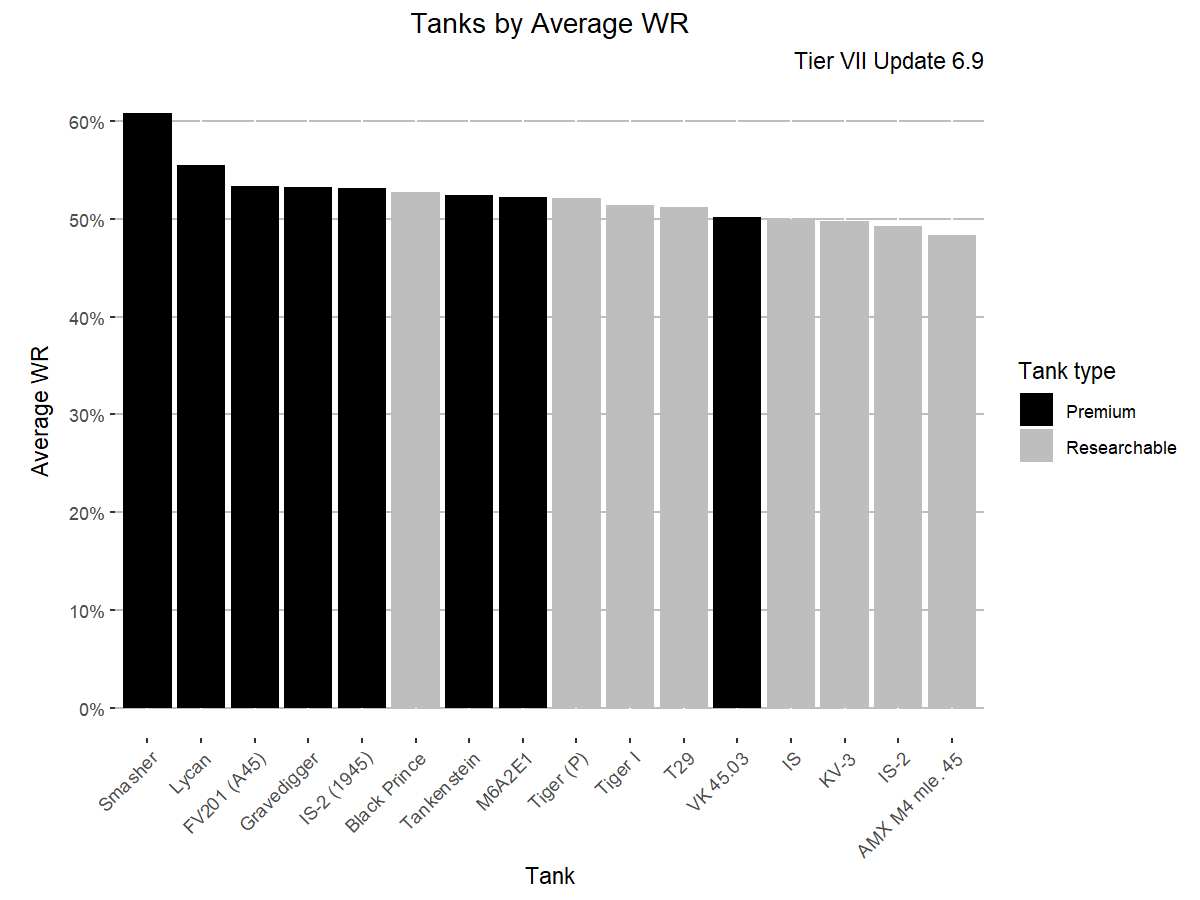 Tanks by Average WR
Tier VII Update 6.9
Average WR
60%
50%
40%
30%
20%
10%
0%
Smasher
Lycan
FV201 (A45)
Gravedigger
IS-2 (1945)
Black Prince
Tankenstein
M6A2E1
Tiger (P)
Tiger I
T29
VK 45.03
IS
KV-3
IS-2
AMX M4 mle. 45
Tank
Tank type
Premium
Researchable